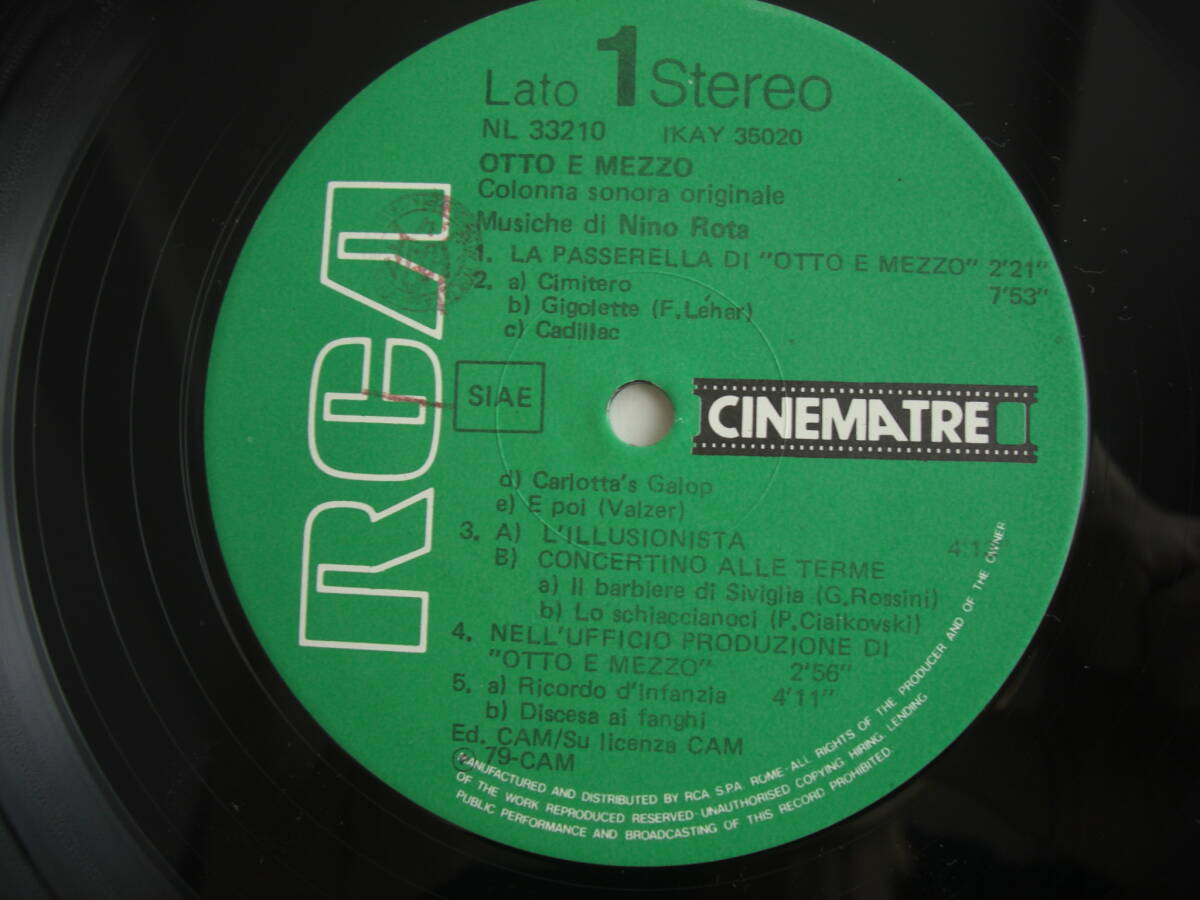 Lato 1 Stereo
NL 33210 IKAY 35020
OTTO E MEZZO
Colonna sonora originale
Musiche di Nino Rota
1. LA PASSERELLA DI "OTTO E MEZZO" 2'21"
2. a) Cimitero 7'53"
b) Gigolette (F. Léhar)
c) Cadillac
RCA
SIAE
CINEMATRE
d) Carlotta's Galop
e) E poi (Valzer)
3. A) L'ILLUSIONISTA
B) CONCERTINO ALLE TERME
a) Il barbiere di Siviglia (G. Rossini)
b) Lo schiaccianoci (P. Ciaikovski)
4. NELL'UFFICIO PRODUZIONE DI
"OTTO E MEZZO" 2'56"
5. a) Ricordo d'Infanzia 4'11"
b) Discesa ai fanghi
Ed. CAM/Su licenza CAM
Ⓟ '79-CAM
MANUFACTURED AND DISTRIBUTED BY RCA S.P.A. ROME · ALL RIGHTS OF THE PRODUCER AND OF THE OWNER
OF THE WORK REPRODUCED RESERVED · UNAUTHORISED COPYING, HIRING, LENDING
PUBLIC PERFORMANCE AND BROADCASTING OF THIS RECORD PROHIBITED.